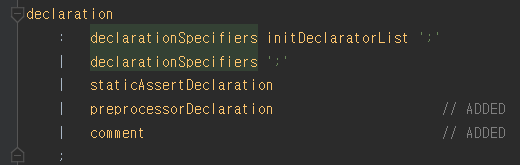 declaration
: declarationSpecifiers initDeclaratorList ';'
| declarationSpecifiers ';'
| staticAssertDeclaration
| preprocessorDeclaration // ADDED
| comment // ADDED
;